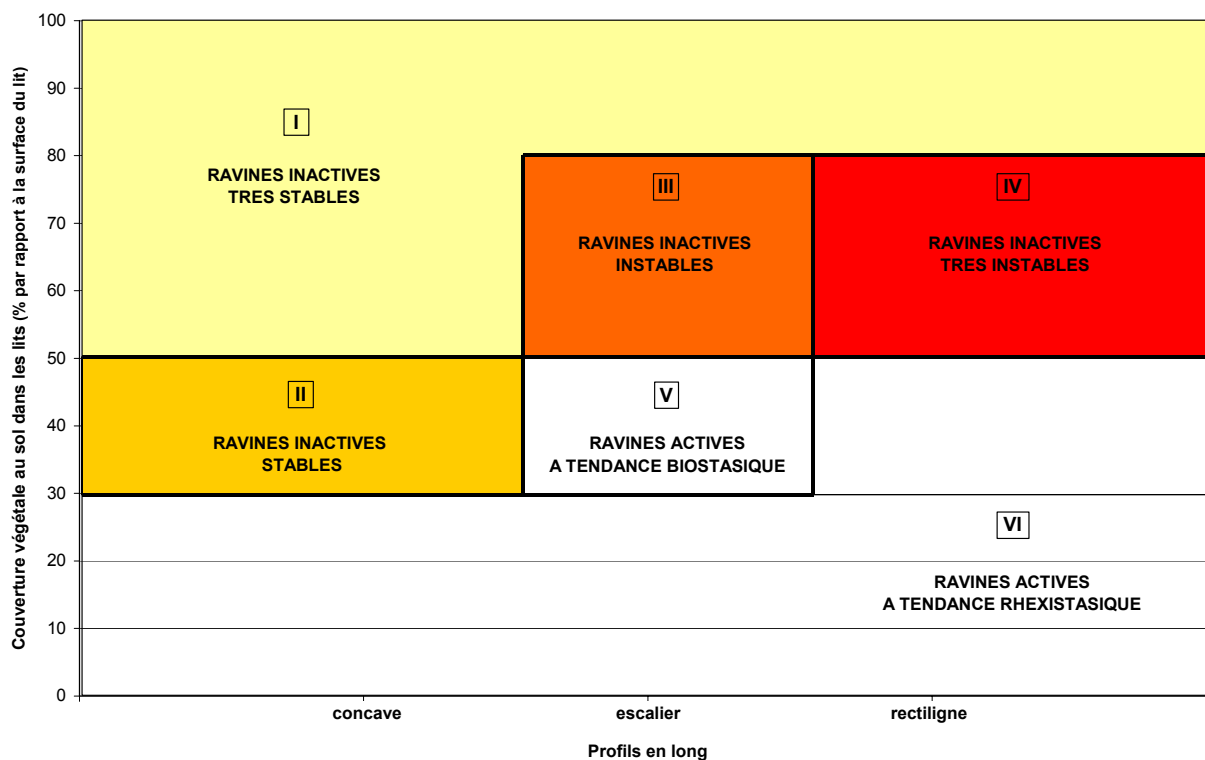 Couverture végétale au sol dans les lits (% par rapport à la surface du lit)
100
90
80
70
60
50
40
30
20
10
0
I
RAVINES INACTIVES
TRES STABLES
III
RAVINES INACTIVES
INSTABLES
IV
RAVINES INACTIVES
TRES INSTABLES
II
RAVINES INACTIVES
STABLES
V
RAVINES ACTIVES
A TENDANCE BIOSTASIQUE
VI
RAVINES ACTIVES
A TENDANCE RHEXISTASIQUE
concave
escalier
rectiligne
Profils en long